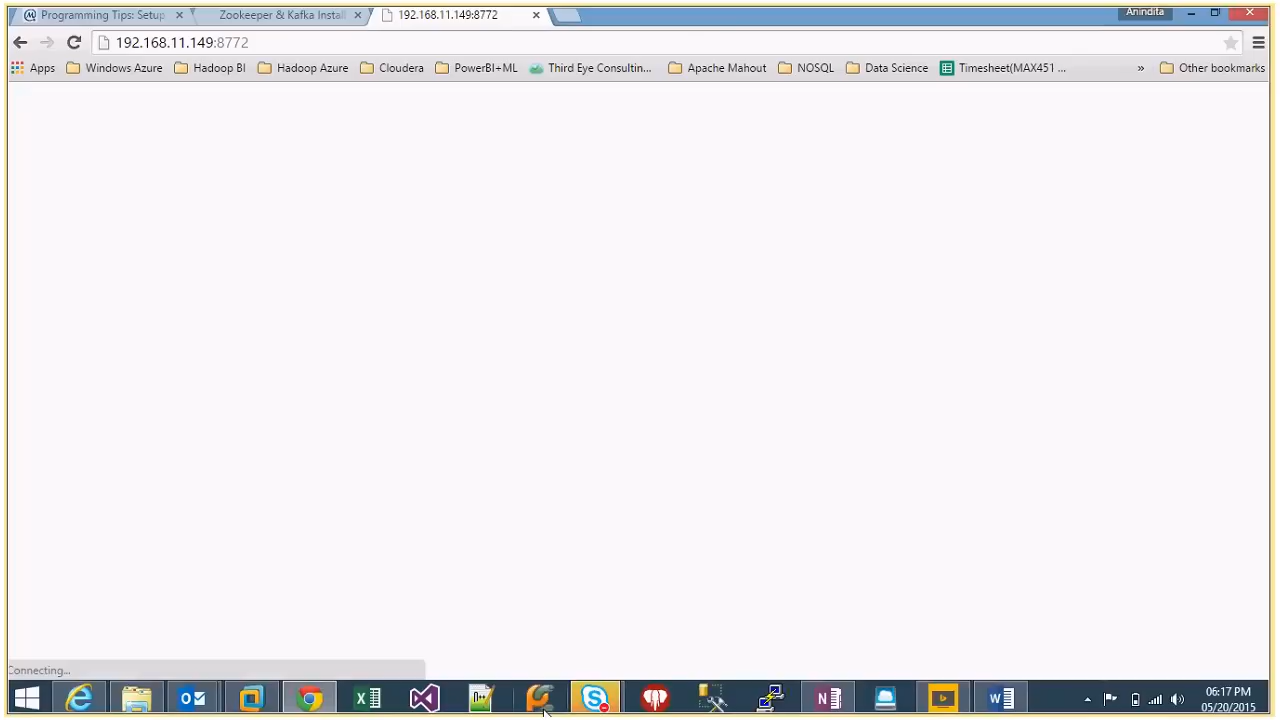 Programming Tips: Setup
Zookeeper & Kafka Install
192.168.11.149:8772
Anindita
192.168.11.149:8772
Apps
Windows Azure
Hadoop BI
Hadoop Azure
Cloudera
PowerBI+ML
Third Eye Consultin...
Apache Mahout
NOSQL
Data Science
Timesheet(MAX451 ...
»
Other bookmarks
Connecting...
06:17 PM
05/20/2015